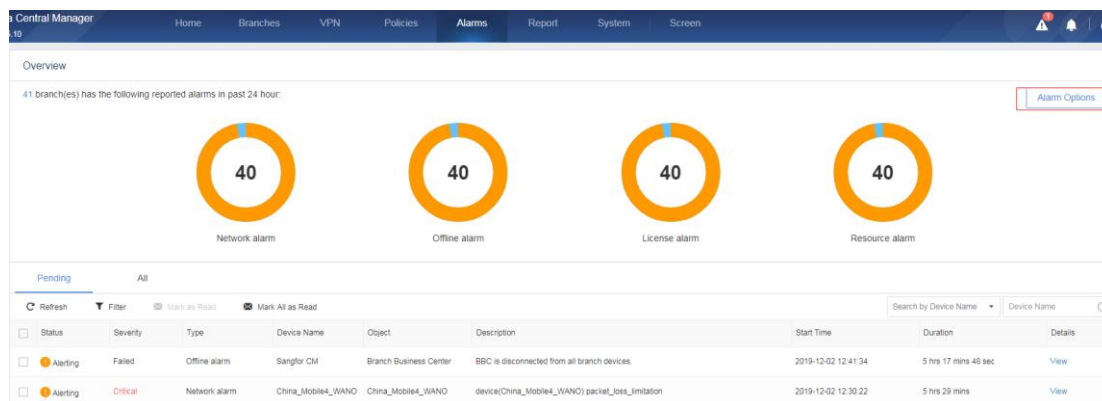 a Central Manager
Home Branches VPN Policies Alarms Report System Screen
Overview
41 branch(es) has the following reported alarms in past 24 hour:
Alarm Options
40 40 40 40
Network alarm Offline alarm License alarm Resource alarm
Pending All
Refresh Filter Mark as Read Mark All as Read Search by Device Name Device Name
Status Severity Type Device Name Object Description Start Time Duration Details
Alerting Failed Offline alarm Sangfor CM Branch Business Center BBC is disconnected from all branch devices. 2019-12-02 12:41:34 5 hrs 17 mins 48 sec View
Alerting Critical Network alarm China_Mobile4_WANO China_Mobile4_WANO device(China_Mobile4_WANO) packet_loss_limitation 2019-12-02 12:30:22 5 hrs 29 mins View